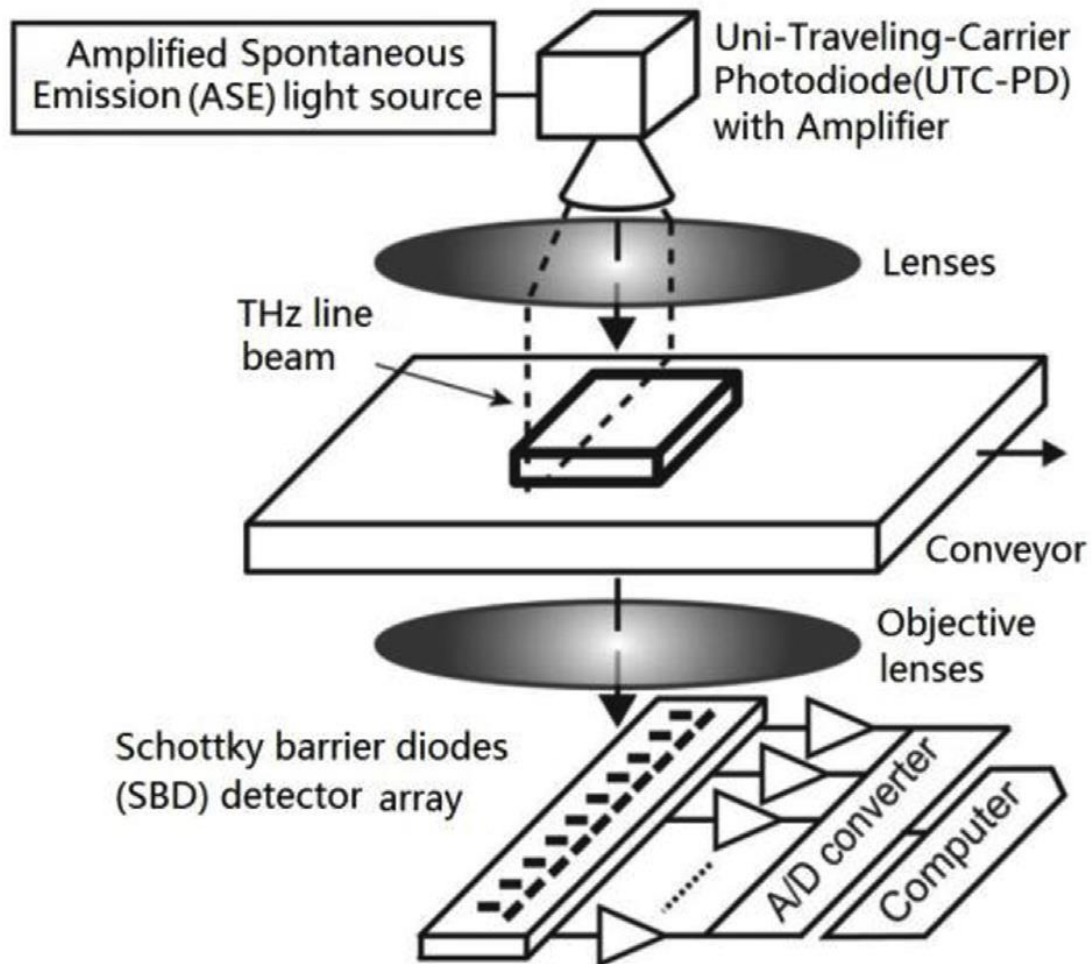 Amplified Spontaneous
Emission (ASE) light source
Uni-Traveling-Carrier
Photodiode(UTC-PD)
with Amplifier
Lenses
THz line
beam
Conveyor
Objective
lenses
Schottky barrier diodes
(SBD) detector array
A/D converter
Computer